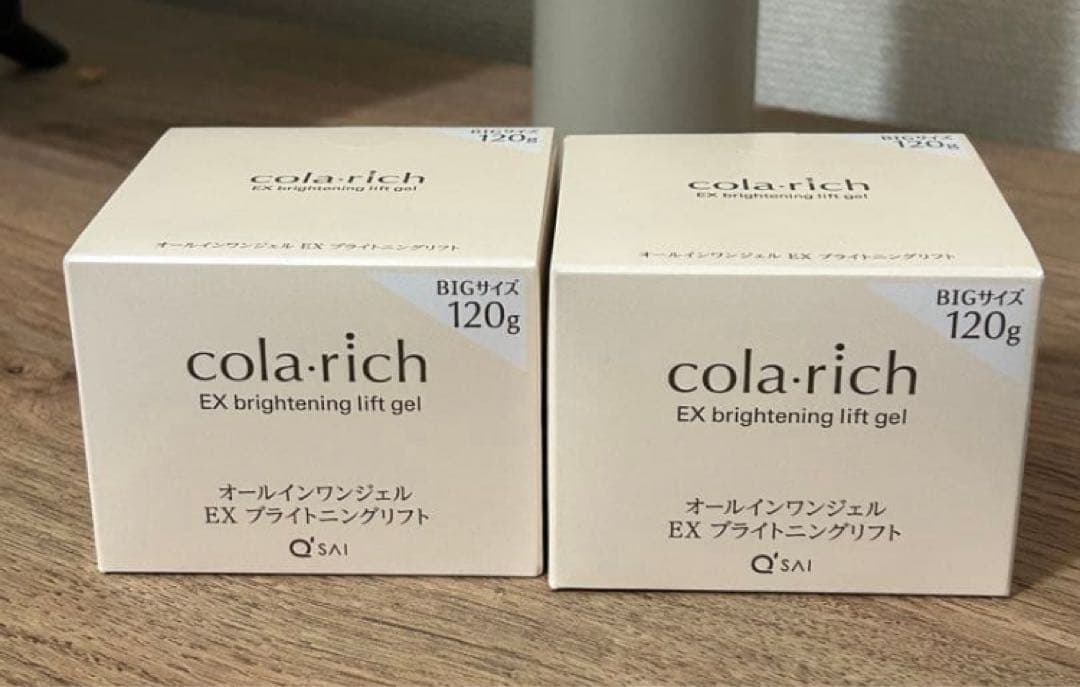 BIGサイズ
120g
cola·rich
EX brightening lift gel
オールインワンジェル EX ブライトニングリフト
BIGサイズ
120g
cola·rich
EX brightening lift gel
オールインワンジェル
EX ブライトニングリフト
Q'SAI
BIGサイズ
120g
cola·rich
EX brightening lift gel
オールインワンジェル EX ブライトニングリフト
BIGサイズ
120g
cola·rich
EX brightening lift gel
オールインワンジェル
EX ブライトニングリフト
Q'SAI